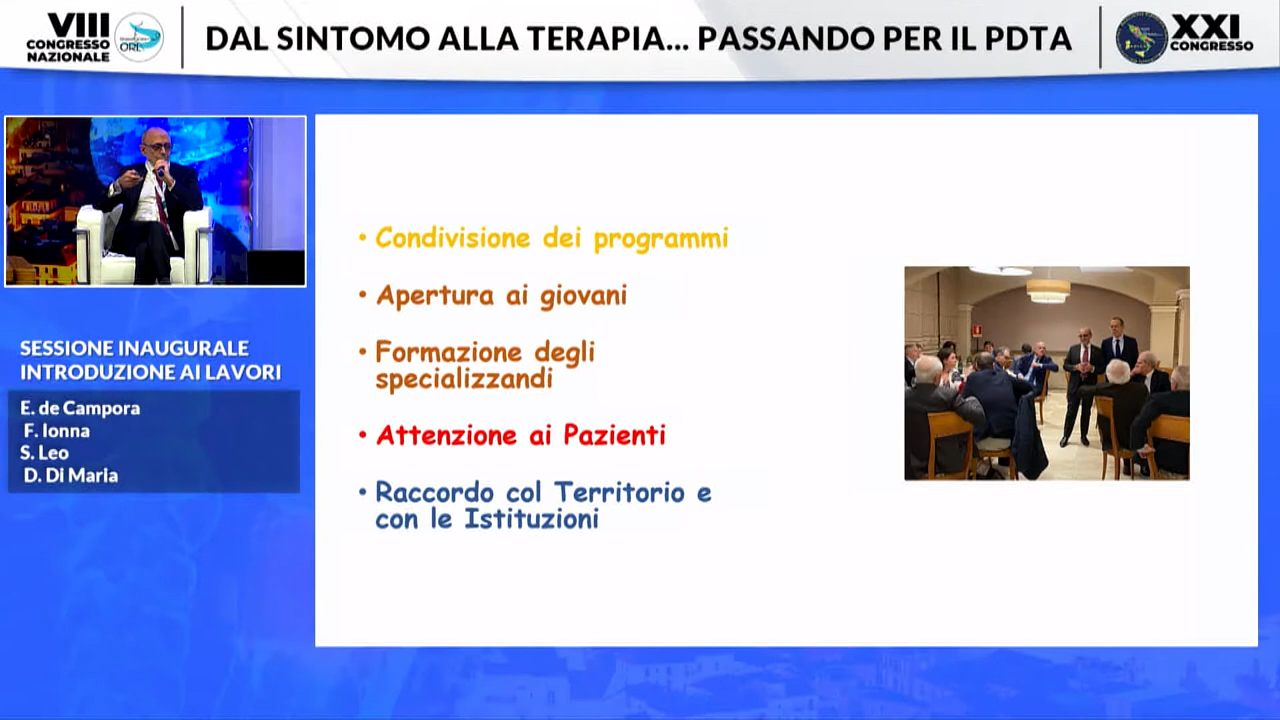 VIII
CONGRESSO
NAZIONALE
ORL
DAL SINTOMO ALLA TERAPIA... PASSANDO PER IL PDTA
XXI
CONGRESSO
• Condivisione dei programmi
• Apertura ai giovani
• Formazione degli
specializzandi
• Attenzione ai Pazienti
• Raccordo col Territorio e
con le Istituzioni
SESSIONE INAUGURALE
INTRODUZIONE AI LAVORI
E. de Campora
F. Ionna
S. Leo
D. Di Maria